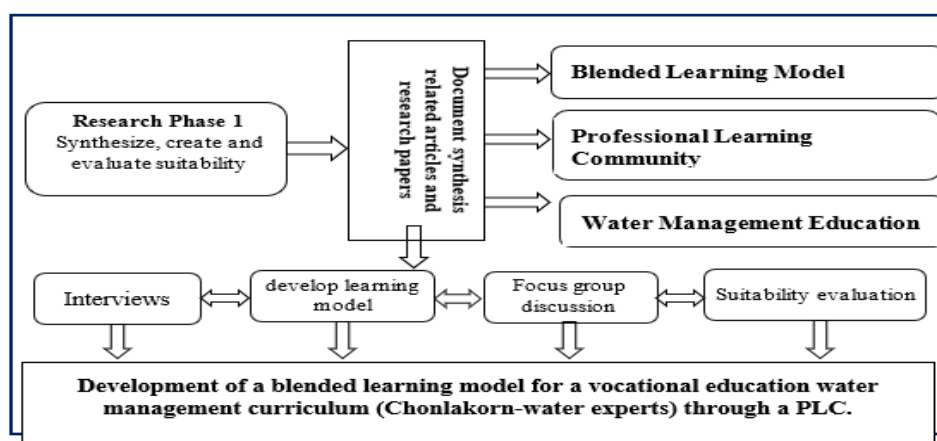 Research Phase 1
Synthesize, create and
evaluate suitability
Document synthesis
related articles and
research papers
Blended Learning Model
Professional Learning
Community
Water Management Education
Interviews
develop learning
model
Focus group
discussion
Suitability evaluation
Development of a blended learning model for a vocational education water
management curriculum (Chonlakorn-water experts) through a PLC.